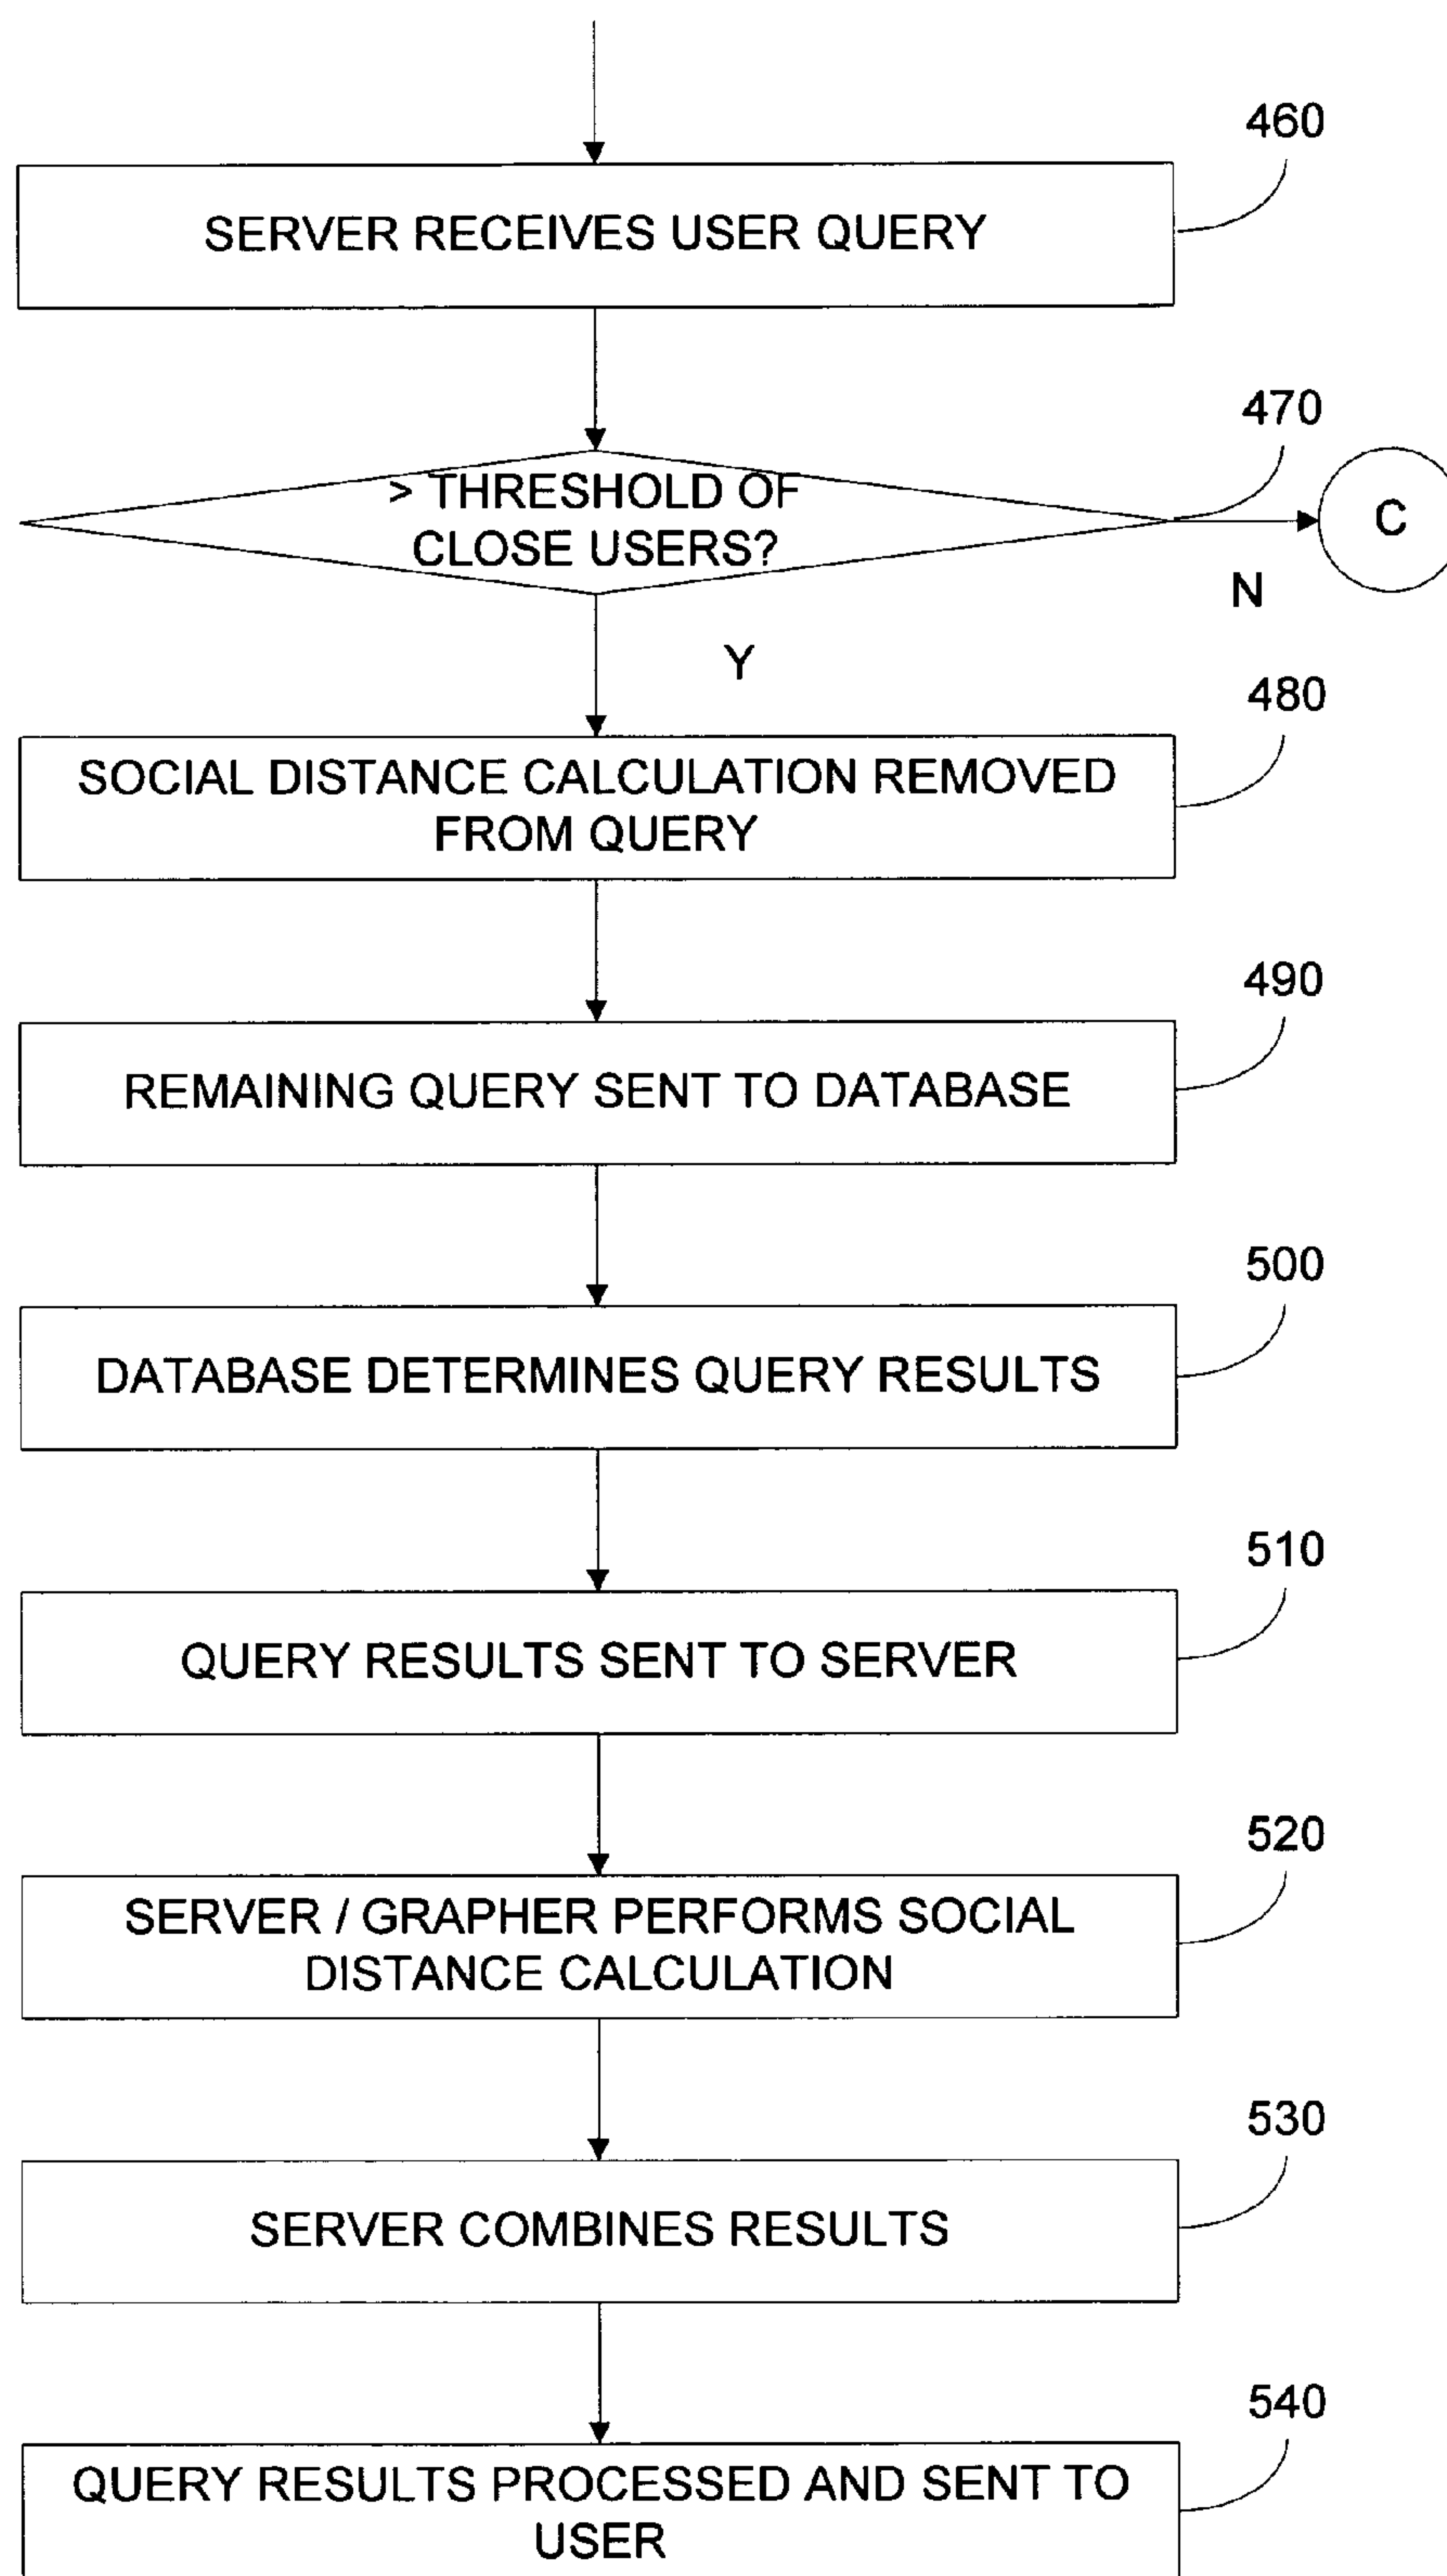 460
SERVER RECEIVES USER QUERY
470
> THRESHOLD OF
CLOSE USERS?
C
N
Y
480
SOCIAL DISTANCE CALCULATION REMOVED
FROM QUERY
490
REMAINING QUERY SENT TO DATABASE
500
DATABASE DETERMINES QUERY RESULTS
510
QUERY RESULTS SENT TO SERVER
520
SERVER / GRAPHER PERFORMS SOCIAL
DISTANCE CALCULATION
530
SERVER COMBINES RESULTS
540
QUERY RESULTS PROCESSED AND SENT TO
USER